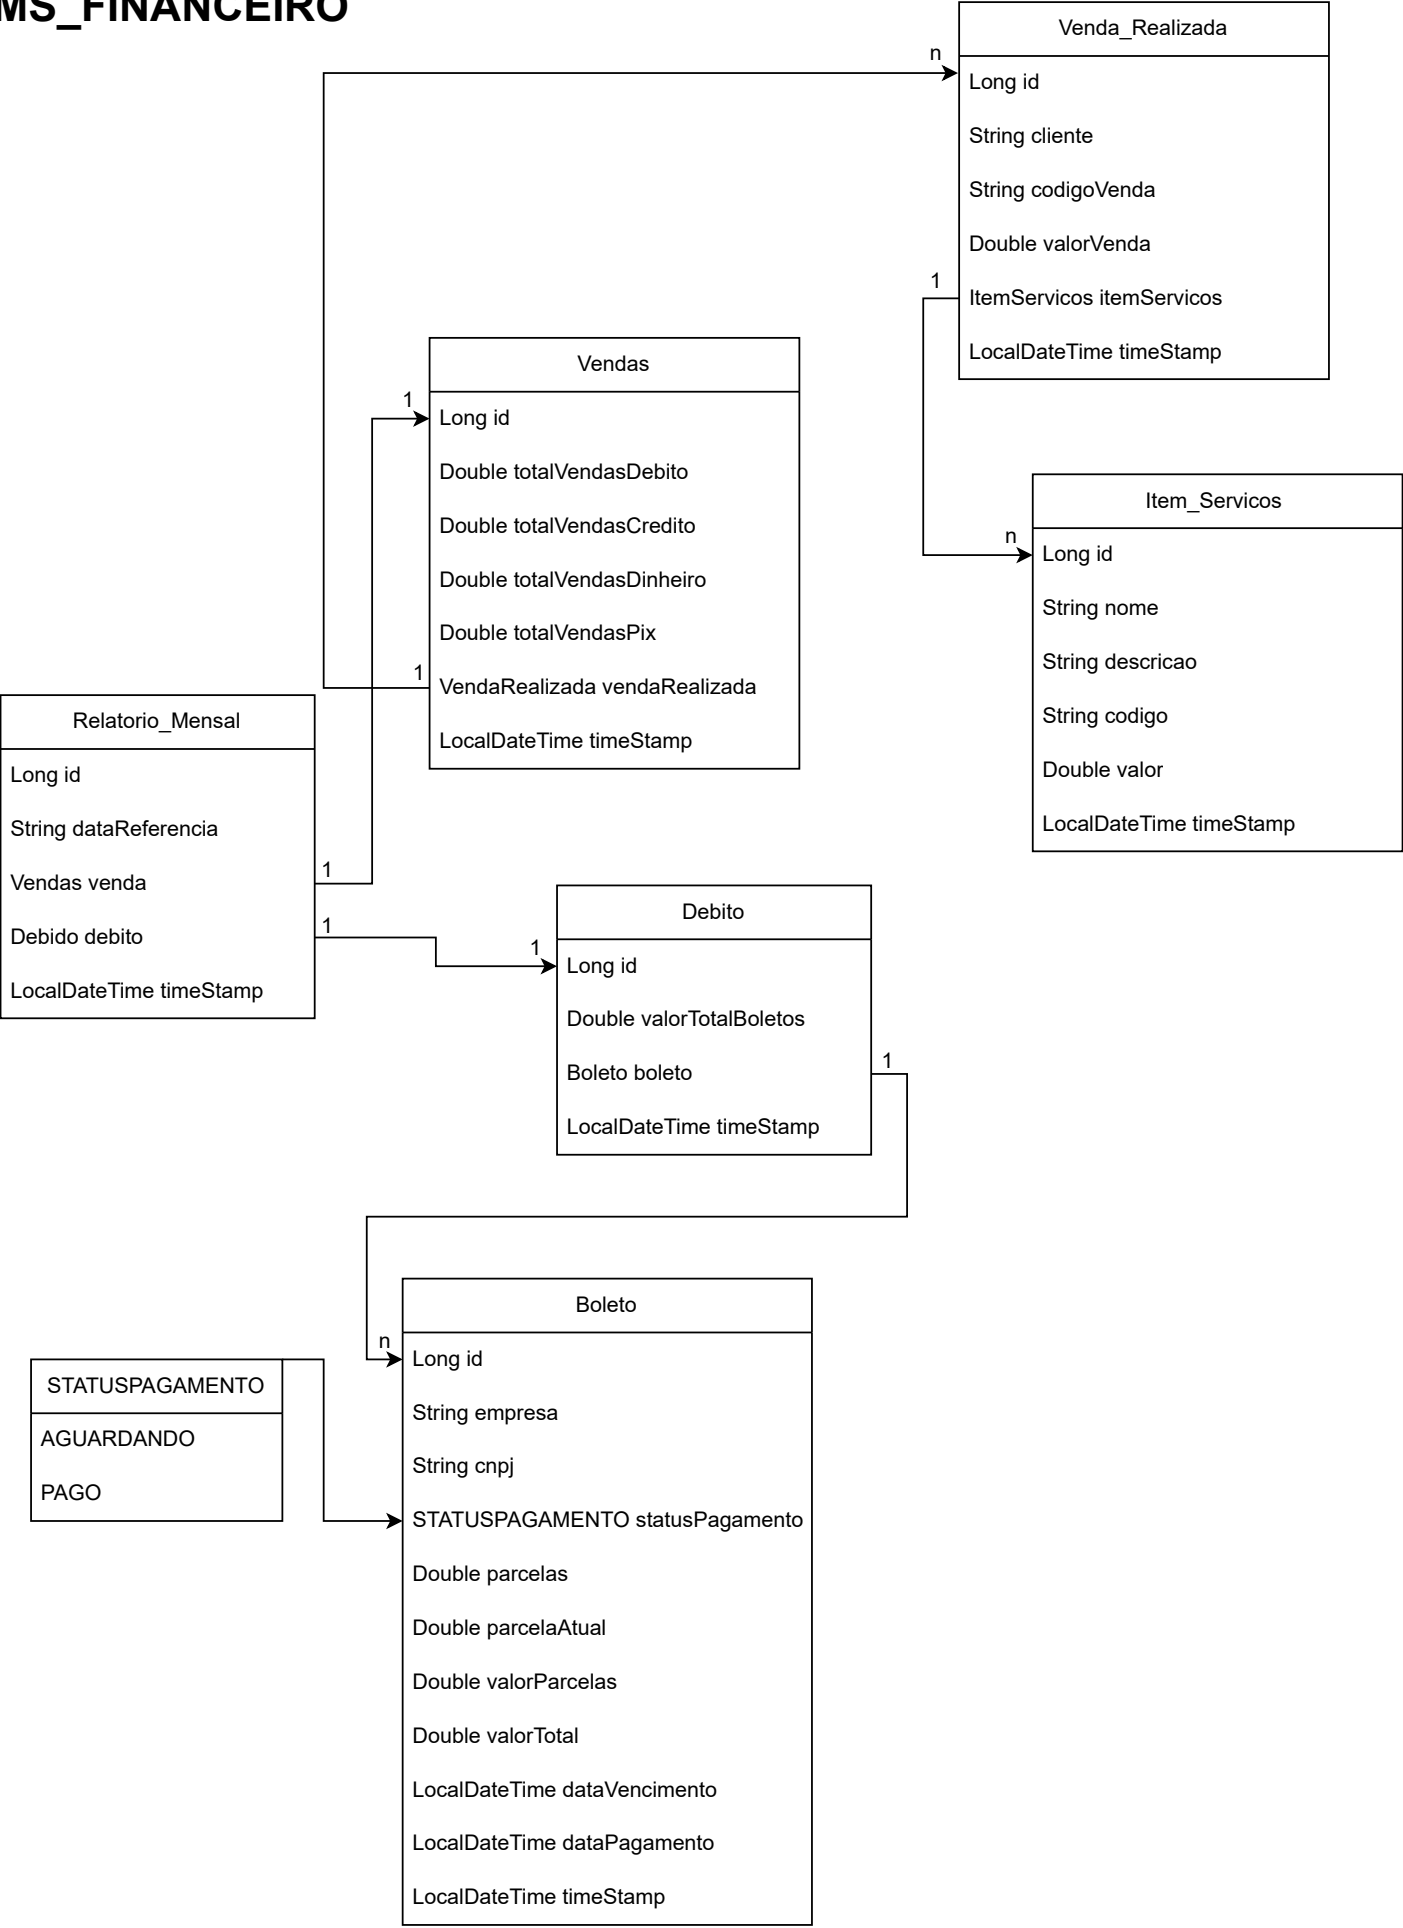 MS_FINANCEIRO
Venda_Realizada
n
Long id
String cliente
String codigoVenda
Double valorVenda
1
ItemServicos itemServicos
LocalDateTime timeStamp
Vendas
1
Long id
Double totalVendasDebito
Double totalVendasCredito
Double totalVendasDinheiro
Double totalVendasPix
1
VendaRealizada vendaRealizada
LocalDateTime timeStamp
Item_Servicos
n
Long id
String nome
String descricao
String codigo
Double valor
LocalDateTime timeStamp
Relatorio_Mensal
Long id
String dataReferencia
Vendas venda
1
Debido debito
1
LocalDateTime timeStamp
Debito
1
Long id
Double valorTotalBoletos
Boleto boleto
1
LocalDateTime timeStamp
Boleto
n
Long id
String empresa
String cnpj
STATUSPAGAMENTO statusPagamento
Double parcelas
Double parcelaAtual
Double valorParcelas
Double valorTotal
LocalDateTime dataVencimento
LocalDateTime dataPagamento
LocalDateTime timeStamp
STATUSPAGAMENTO
AGUARDANDO
PAGO